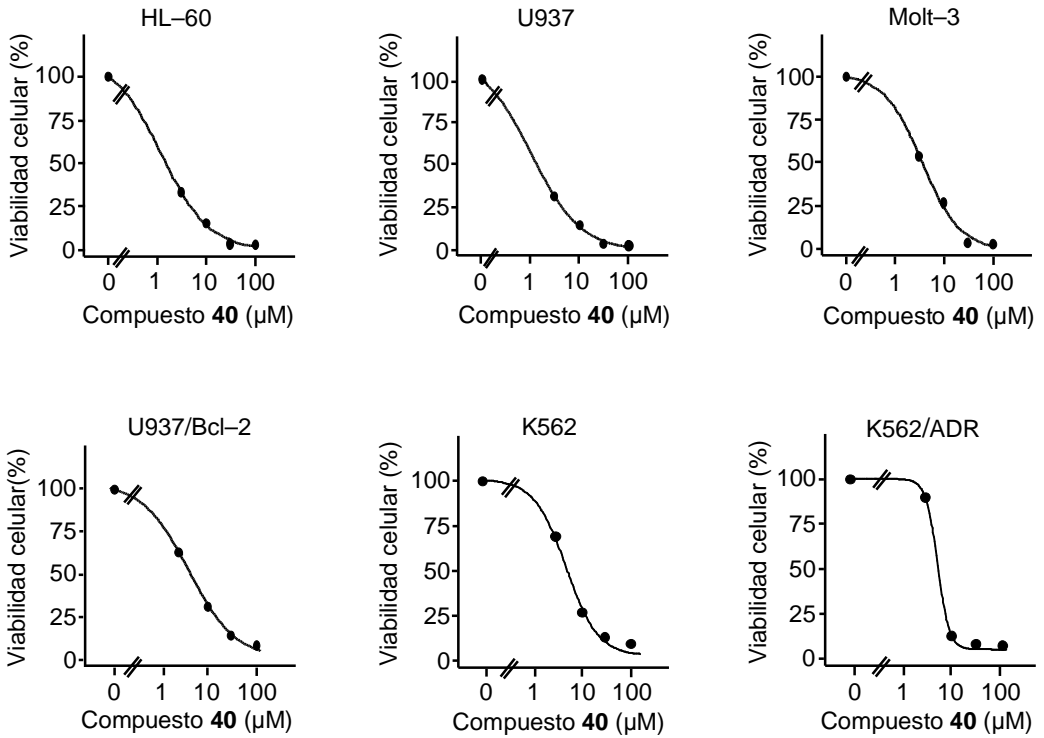 HL–60
Viabilidad celular (%)
100
75
50
25
0
0 1 10 100
Compuesto 40 (µM)
U937
Viabilidad celular (%)
100
75
50
25
0
0 1 10 100
Compuesto 40 (µM)
Molt–3
Viabilidad celular (%)
100
75
50
25
0
0 1 10 100
Compuesto 40 (µM)
U937/Bcl–2
Viabilidad celular(%)
100
75
50
25
0
0 1 10 100
Compuesto 40 (µM)
K562
Viabilidad celular (%)
100
75
50
25
0
0 1 10 100
Compuesto 40 (µM)
K562/ADR
Viabilidad celular (%)
100
75
50
25
0
0 1 10 100
Compuesto 40 (µM)